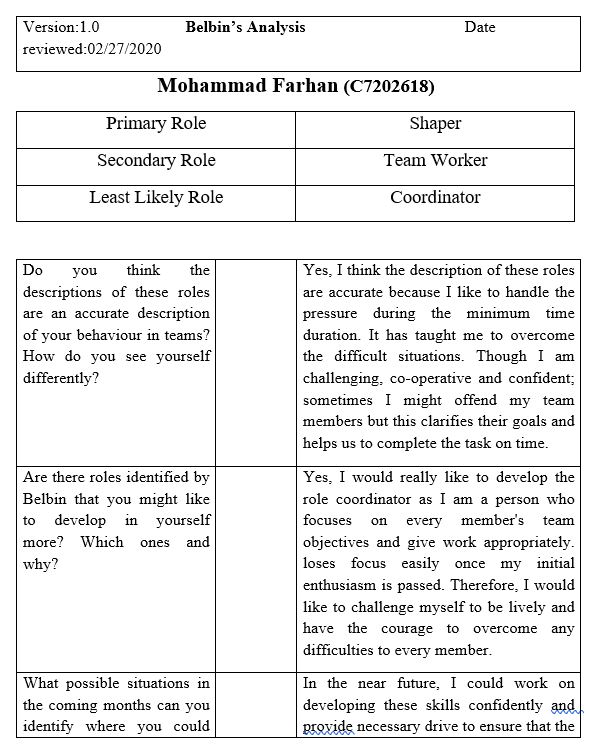 Version:1.0 Belbin's Analysis Date
reviewed:02/27/2020
Mohammad Farhan (C7202618)
Primary Role Shaper
Secondary Role Team Worker
Least Likely Role Coordinator
Do you think the
descriptions of these roles
are an accurate description
of your behaviour in teams?
How do you see yourself
differently?
Yes, I think the description of these roles
are accurate because I like to handle the
pressure during the minimum time
duration. It has taught me to overcome
the difficult situations. Though I am
challenging, co-operative and confident;
sometimes I might offend my team
members but this clarifies their goals and
helps us to complete the task on time.
Are there roles identified by
Belbin that you might like
to develop in yourself
more? Which ones and
why?
Yes, I would really like to develop the
role coordinator as I am a person who
focuses on every member's team
objectives and give work appropriately.
loses focus easily once my initial
enthusiasm is passed. Therefore, I would
like to challenge myself to be lively and
have the courage to overcome any
difficulties to every member.
What possible situations in
the coming months can you
identify where you could
In the near future, I could work on
developing these skills confidently and
provide necessary drive to ensure that the